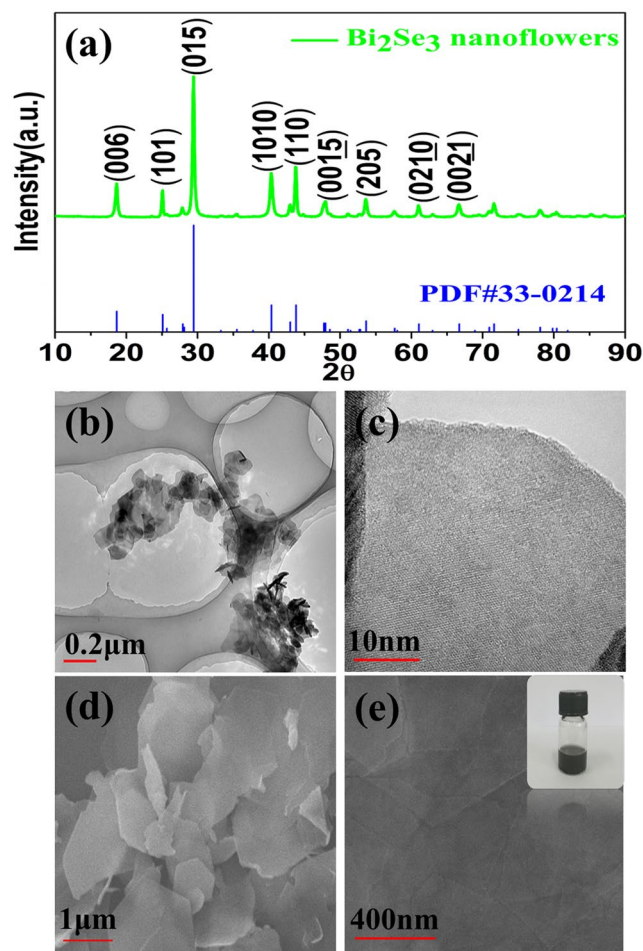 (a)
Bi2Se3 nanoflowers
Intensity(a.u.)
(006)
(101)
(015)
(1010)
(110)
(0015)
(205)
(0210)
(0021)
PDF#33-0214
10 20 30 40 50 60 70 80 90
2θ
(b)
0.2μm
(c)
10nm
(d)
1μm
(e)
400nm